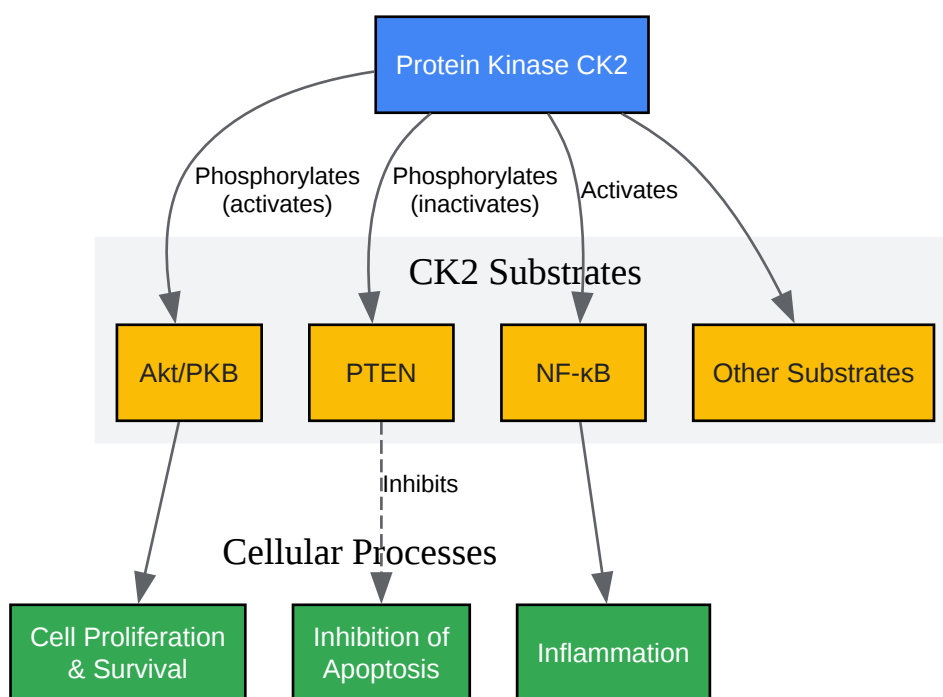 Protein Kinase CK2
Phosphorylates
(activates)
Phosphorylates
(inactivates)
Activates
CK2 Substrates
Akt/PKB
PTEN
NF-κB
Other Substrates
Inhibits
Cellular Processes
Cell Proliferation
& Survival
Inhibition of
Apoptosis
Inflammation